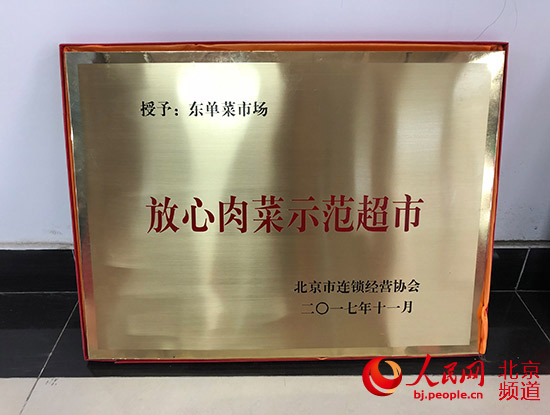 授予：东单菜市场
放心肉菜示范超市
北京市连锁经营协会
二〇一七年十一月
人民网 北京频道
bj.people.cn